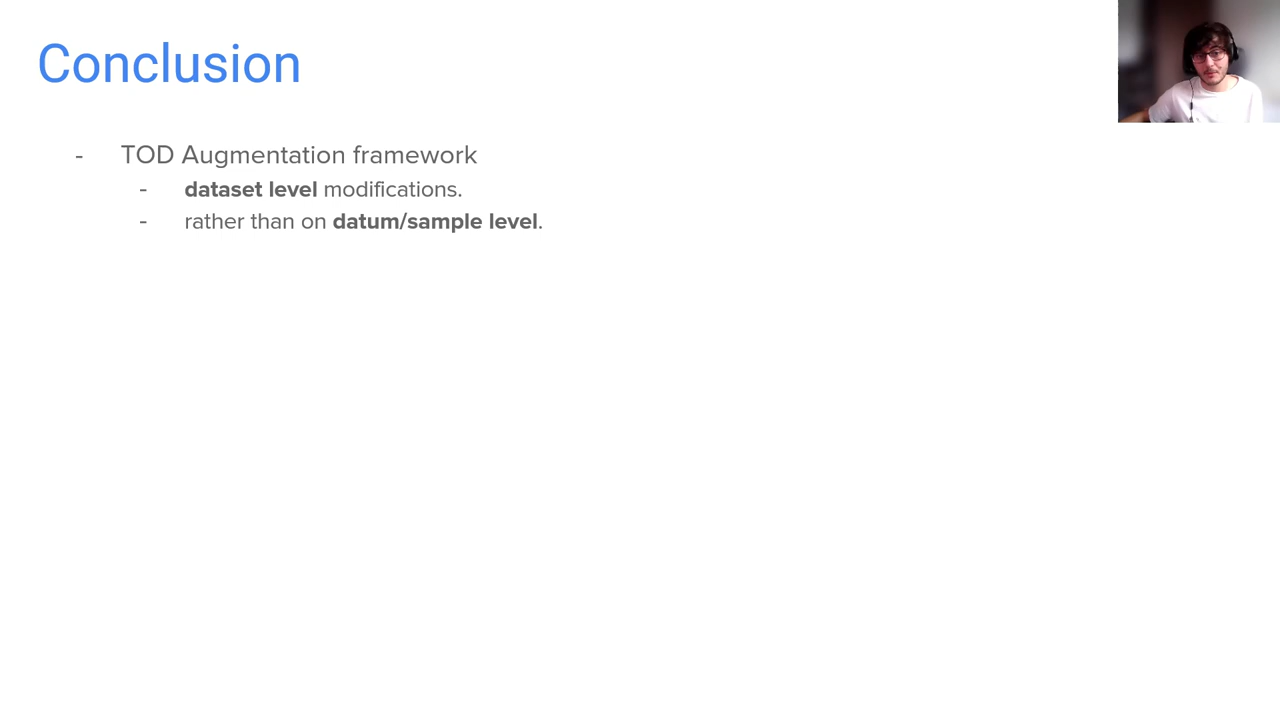 Conclusion
- TOD Augmentation framework
- dataset level modifications.
- rather than on datum/sample level.